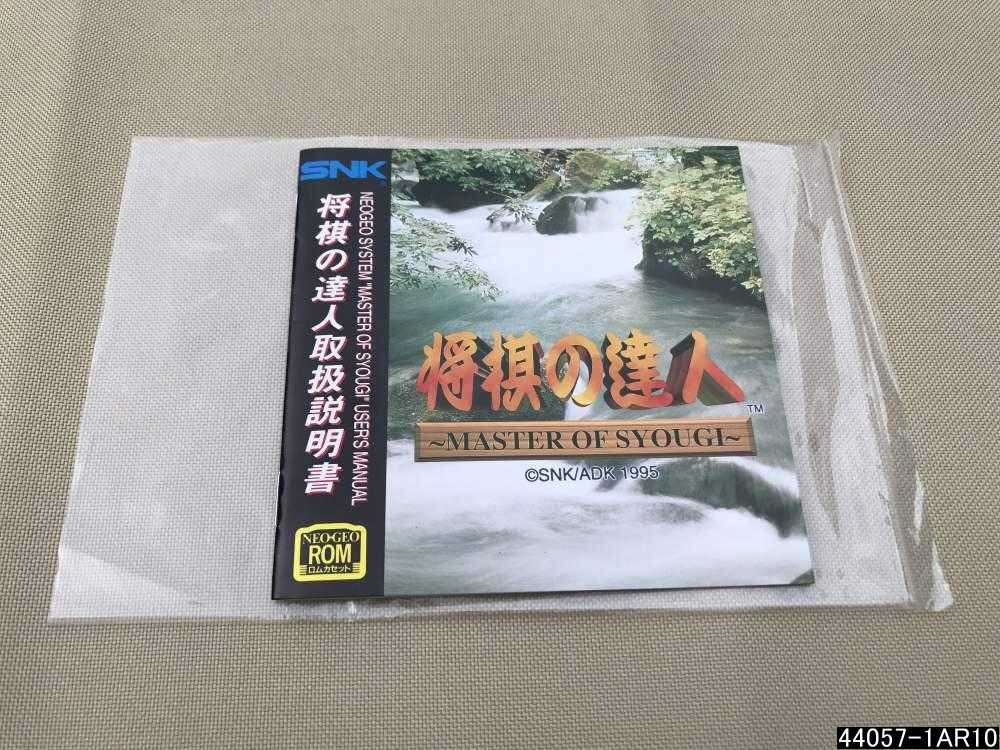 SNK
NEOGEO SYSTEM "MASTER OF SYOUGI" USER'S MANUAL
将棋の達人取扱説明書
NEO・GEO
ROM
ロムカセット
将棋の達人
TM
~MASTER OF SYOUGI~
©SNK/ADK 1995
44057-1AR10